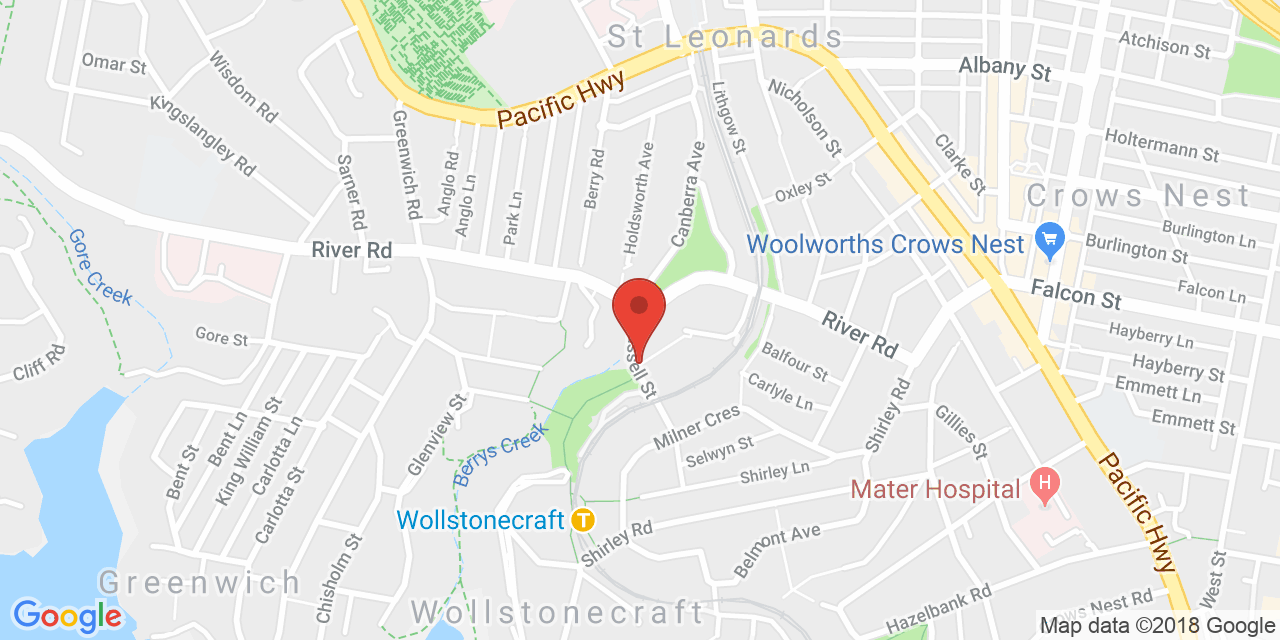 St Leonards
Atchison St
Omar St
Wisdom Rd
Albany St
Pacific Hwy
Lithgow St
Nicholson St
Kingslangley Rd
Greenwich Rd
Holtermann St
Clarke St
Sarner Rd
Anglo Rd
Anglo Ln
Park Ln
Berry Rd
Holdsworth Ave
Canberra Ave
Oxley St
Crows Nest
River Rd
Woolworths Crows Nest
Burlington Ln
Burlington St
Gore Creek
Falcon Ln
Falcon St
River Rd
Hayberry Ln
Gore St
Balfour St
Hayberry St
Cliff Rd
ssell St
Carlyle Ln
Emmett Ln
Shirley Rd
Emmett St
Bent Ln
King William St
Carlotta Ln
Glenview St
Milner Cres
Gillies St
Berrys Creek
Selwyn St
Bent St
Carlotta St
Shirley Ln
Mater Hospital
H
Pacific Hwy
Wollstonecraft
T
Shirley Rd
Belmont Ave
Chisholm St
West St
Greenwich
Wollstonecraft
Hazelbank Rd
Crows Nest Rd
Google
Map data ©2018 Google